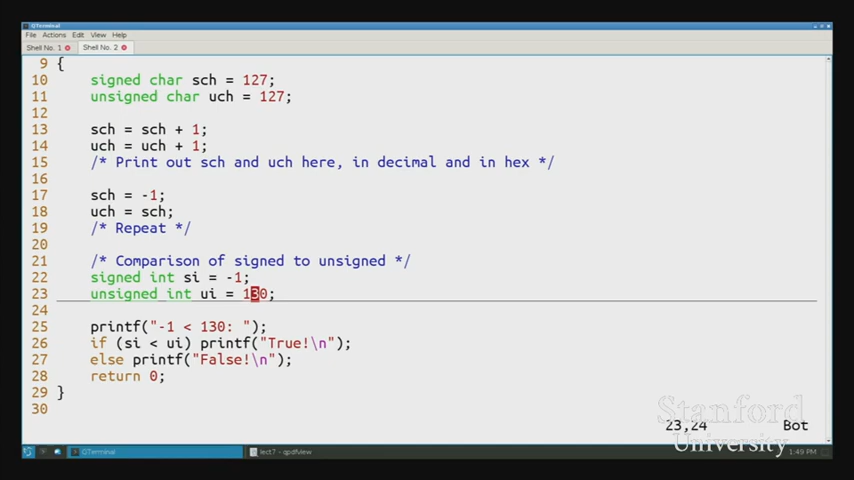 QTerminal
File Actions Edit View Help
Shell No. 1 Shell No. 2
9 {
10 signed char sch = 127;
11 unsigned char uch = 127;
12
13 sch = sch + 1;
14 uch = uch + 1;
15 /* Print out sch and uch here, in decimal and in hex */
16
17 sch = -1;
18 uch = sch;
19 /* Repeat */
20
21 /* Comparison of signed to unsigned */
22 signed int si = -1;
23 unsigned int ui = 130;
24
25 printf("-1 < 130: ");
26 if (si < ui) printf("True!\n");
27 else printf("False!\n");
28 return 0;
29 }
30
23,24 Bot
Stanford
University
QTerminal lect7 - qpdfview 1:49 PM